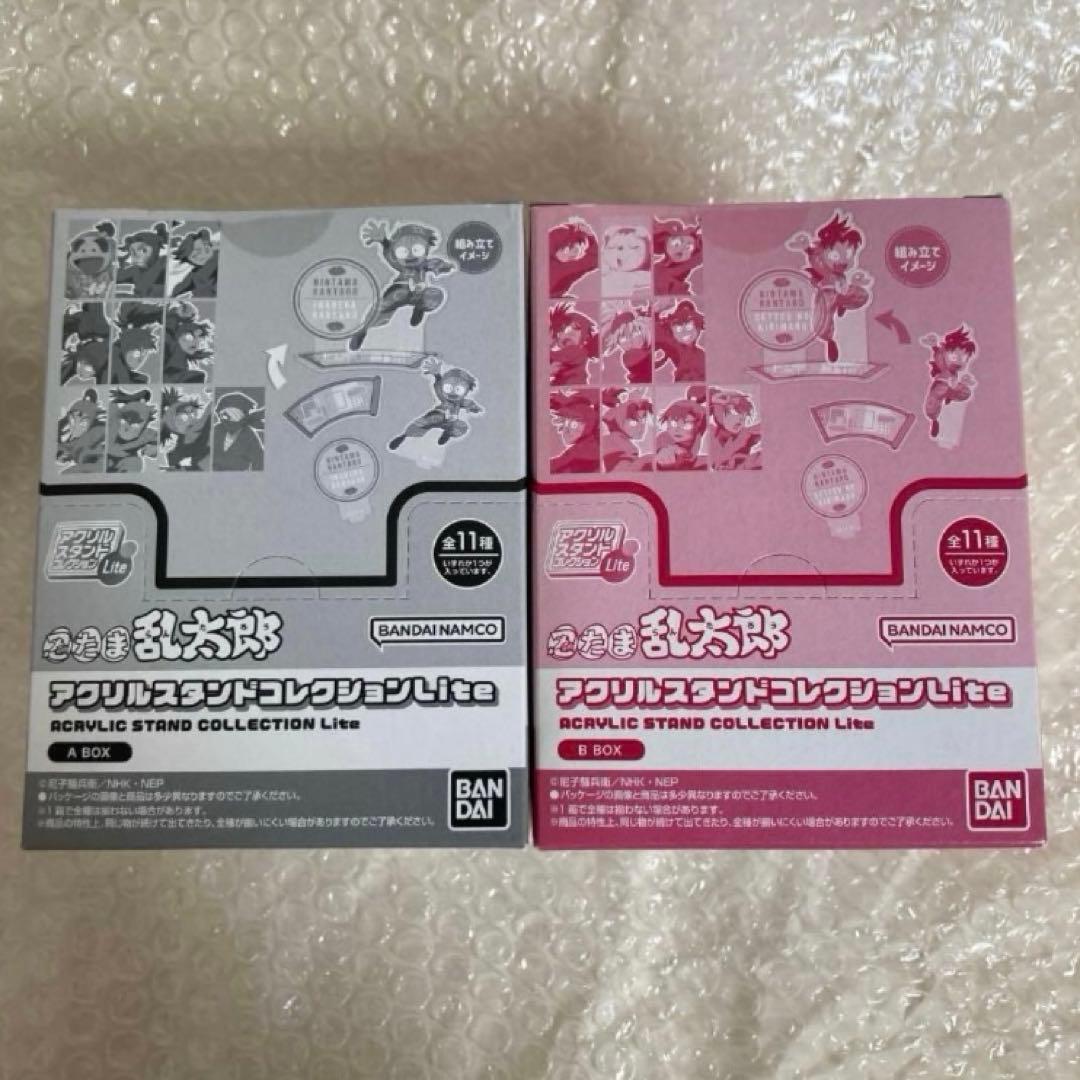 組み立て
イメージ
NINTAMA
RANTARO
アクリル
スタンド
コレクション
Lite
全11種
いずれか1つが
入っています。
忍たま乱太郎
BANDAI NAMCO
アクリルスタンドコレクションLite
ACRYLIC STAND COLLECTION Lite
A BOX
©尼子騒兵衛/NHK・NEP
●パッケージの画像と商品は多少異なりますのでご了承ください。
※1箱で全種は揃わない場合があります。
※商品の特性上、同じ物が続けて出てきたり、全種が揃いにくい場合がありますのでご了承ください。
BAN
DAI
組み立て
イメージ
NINTAMA
RANTARO
SETTSU NO
KIRIMARU
アクリル
スタンド
コレクション
Lite
全11種
いずれか1つが
入っています。
忍たま乱太郎
BANDAI NAMCO
アクリルスタンドコレクションLite
ACRYLIC STAND COLLECTION Lite
B BOX
©尼子騒兵衛/NHK・NEP
●パッケージの画像と商品は多少異なりますのでご了承ください。
※1箱で全種は揃わない場合があります。
※商品の特性上、同じ物が続けて出てきたり、全種が揃いにくい場合がありますのでご了承ください。
BAN
DAI